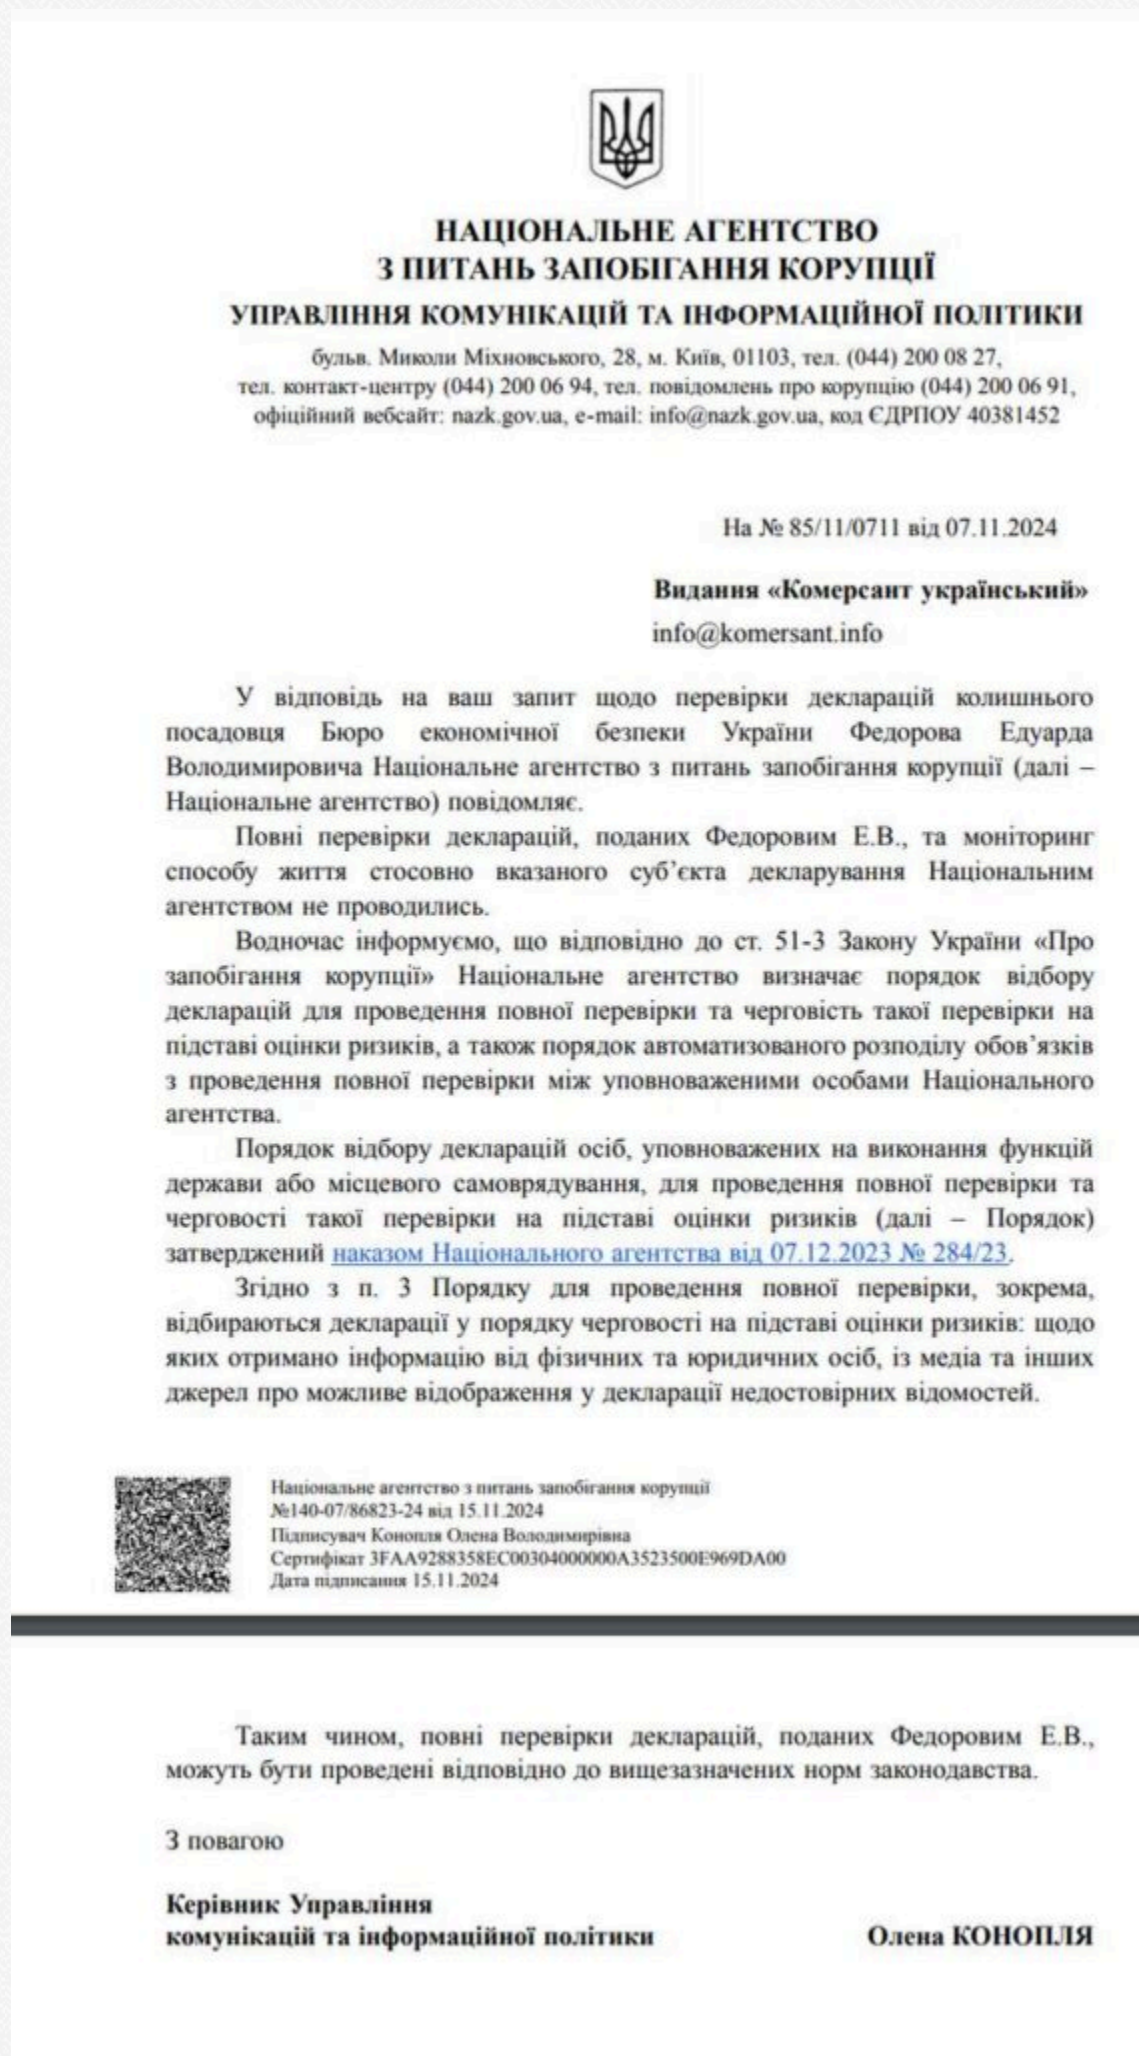 НАЦІОНАЛЬНЕ АГЕНТСТВО
З ПИТАНЬ ЗАПОБІГАННЯ КОРУПЦІЇ
УПРАВЛІННЯ КОМУНІКАЦІЙ ТА ІНФОРМАЦІЙНОЇ ПОЛІТИКИ
бульв. Миколи Міхновського, 28, м. Київ, 01103, тел. (044) 200 08 27,
тел. контакт-центру (044) 200 06 94, тел. повідомлень про корупцію (044) 200 06 91,
офіційний вебсайт: nazk.gov.ua, e-mail: info@nazk.gov.ua, код ЄДРПОУ 40381452
На № 85/11/0711 від 07.11.2024
Видання «Комерсант український»
info@komersant.info
У відповідь на ваш запит щодо перевірки декларацій колишнього
посадовця Бюро економічної безпеки України Федорова Едуарда
Володимировича Національне агентство з питань запобігання корупції (далі –
Національне агентство) повідомляє.
Повні перевірки декларацій, поданих Федоровим Е.В., та моніторинг
способу життя стосовно вказаного суб’єкта декларування Національним
агентством не проводились.
Водночас інформуємо, що відповідно до ст. 51-3 Закону України «Про
запобігання корупції» Національне агентство визначає порядок відбору
декларацій для проведення повної перевірки та черговість такої перевірки на
підставі оцінки ризиків, а також порядок автоматизованого розподілу обов’язків
з проведення повної перевірки між уповноваженими особами Національного
агентства.
Порядок відбору декларацій осіб, уповноважених на виконання функцій
держави або місцевого самоврядування, для проведення повної перевірки та
черговості такої перевірки на підставі оцінки ризиків (далі – Порядок)
затверджений наказом Національного агентства від 07.12.2023 № 284/23.
Згідно з п. 3 Порядку для проведення повної перевірки, зокрема,
відбираються декларації у порядку черговості на підставі оцінки ризиків: щодо
яких отримано інформацію від фізичних та юридичних осіб, із медіа та інших
джерел про можливе відображення у декларації недостовірних відомостей.
Національне агентство з питань запобігання корупції
№140-07/86823-24 від 15.11.2024
Підписувач Конопля Олена Володимирівна
Сертифікат 3FAA9288358EC00304000000A3523500E969DA00
Дата підписання 15.11.2024
Таким чином, повні перевірки декларацій, поданих Федоровим Е.В.,
можуть бути проведені відповідно до вищезазначених норм законодавства.
З повагою
Керівник Управління
комунікацій та інформаційної політики Олена КОНОПЛЯ